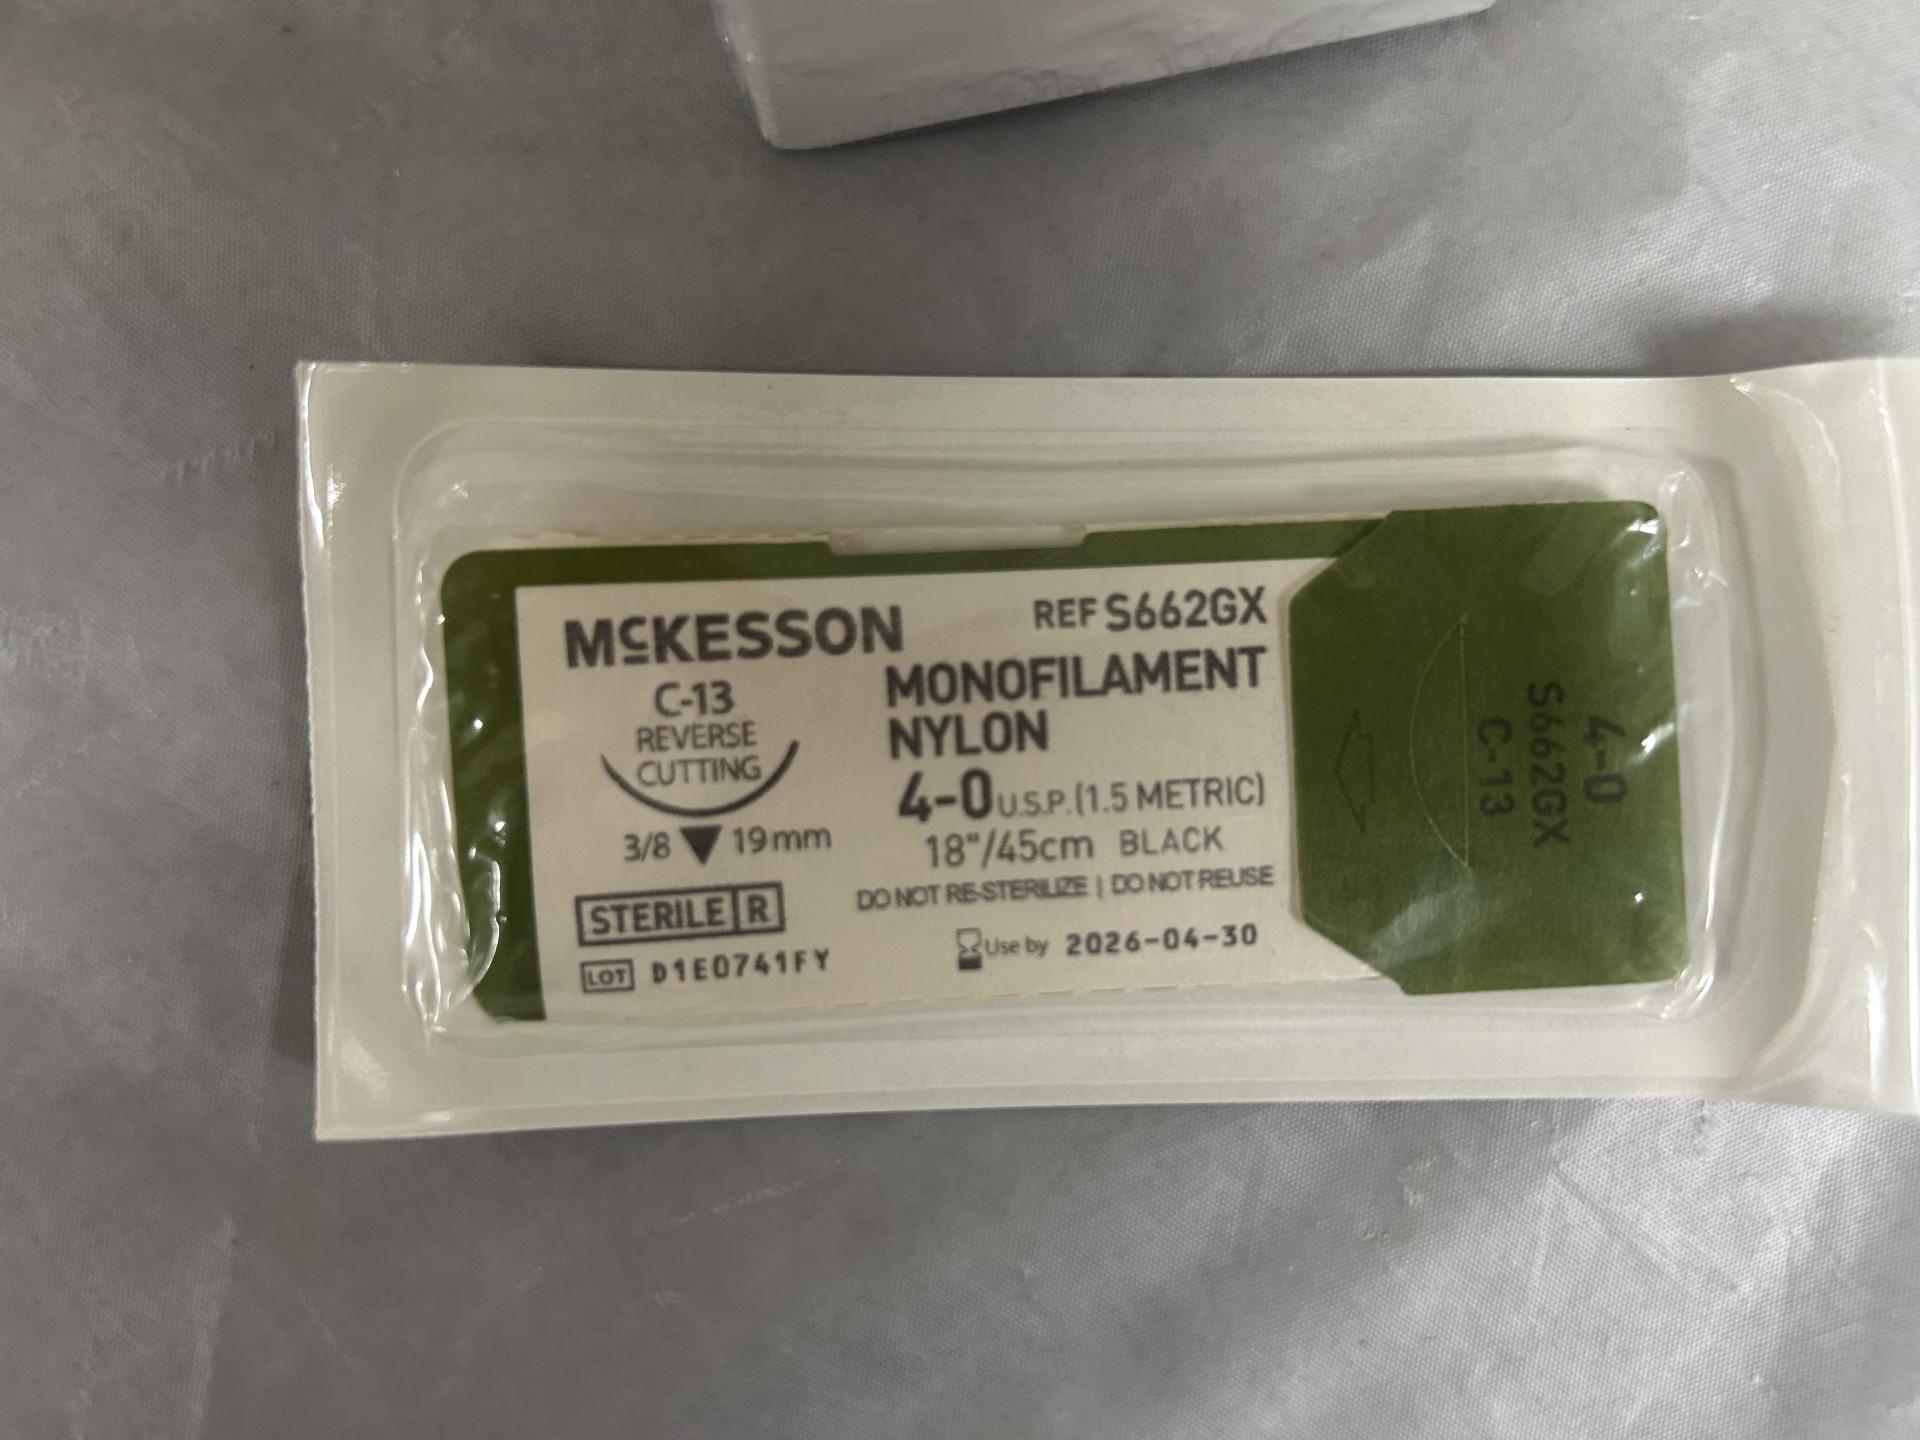 McKESSON
REF S662GX
C-13
REVERSE
CUTTING
3/8 19mm
MONOFILAMENT
NYLON
4-0 U.S.P. (1.5 METRIC)
18"/45cm BLACK
DO NOT RE-STERILIZE | DO NOT REUSE
STERILE R
LOT D1E0741FY
Use by 2026-04-30
4-0
S662GX
C-13